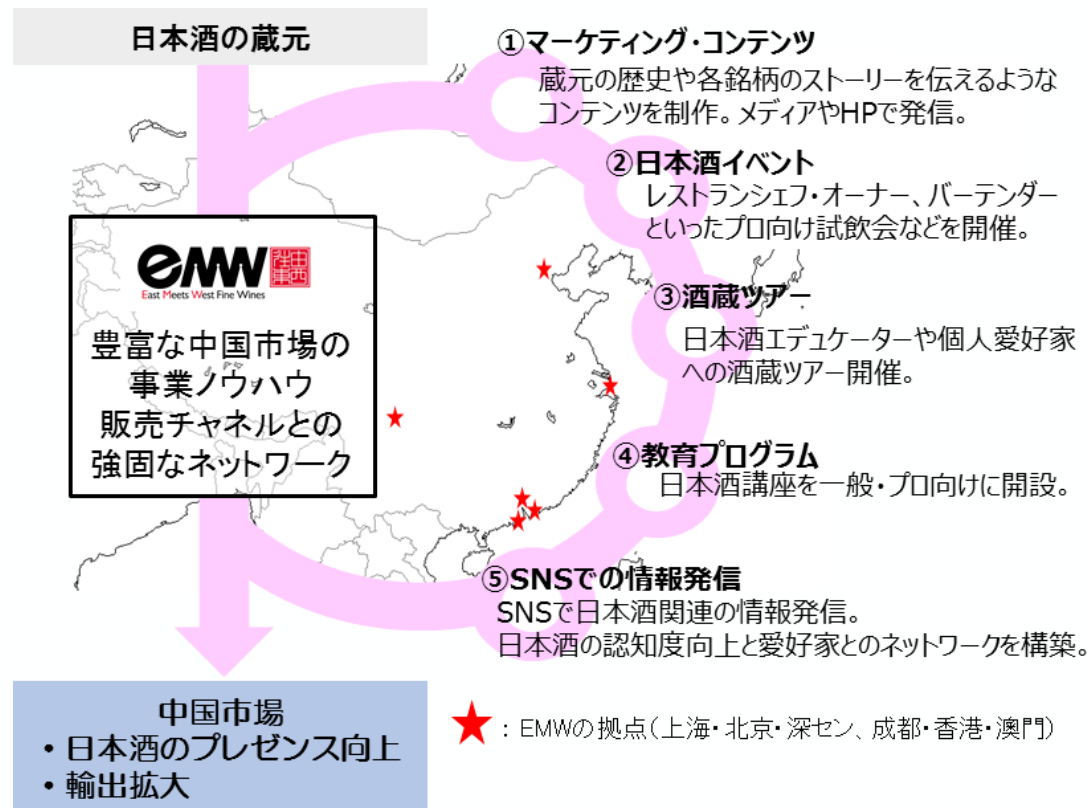 日本酒の蔵元
①マーケティング・コンテンツ
蔵元の歴史や各銘柄のストーリーを伝えるような
コンテンツを制作。メディアやHPで発信。
②日本酒イベント
レストランシェフ・オーナー、バーテンダー
といったプロ向け試飲会などを開催。
③酒蔵ツアー
日本酒エデュケーターや個人愛好家
への酒蔵ツアー開催。
④教育プログラム
日本酒講座を一般・プロ向けに開設。
⑤SNSでの情報発信
SNSで日本酒関連の情報発信。
日本酒の認知度向上と愛好家とのネットワークを構築。
emw
East Meets West Fine Wines
豊富な中国市場の
事業ノウハウ
販売チャネルとの
強固なネットワーク
中国市場
・日本酒のプレゼンス向上
・輸出拡大
★：EMWの拠点（上海・北京・深セン、成都・香港・澳門）